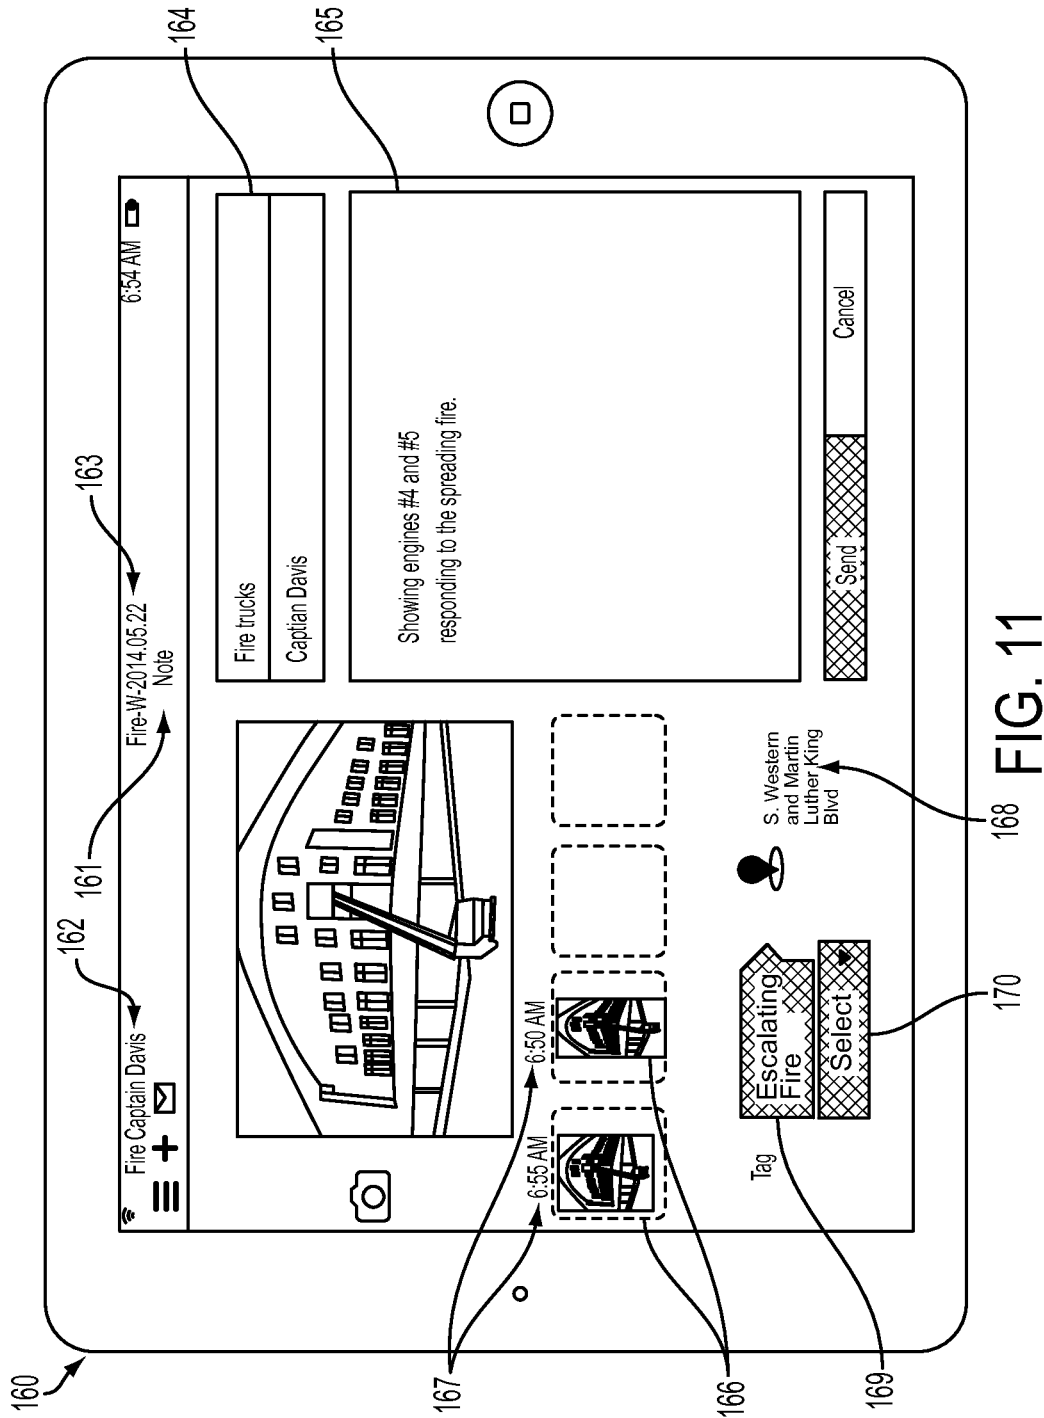 160
162
161
163
164
165
Fire Captain Davis
Fire-W-2014.05.22
Note
6:54 AM
Fire trucks
Captian Davis
Showing engines #4 and #5
responding to the spreading fire.
6:55 AM
6:50 AM
Tag
Escalating
Fire
Select
S. Western
and Martin
Luther King
Blvd
Send
Cancel
167
166
169
170
168
FIG. 11